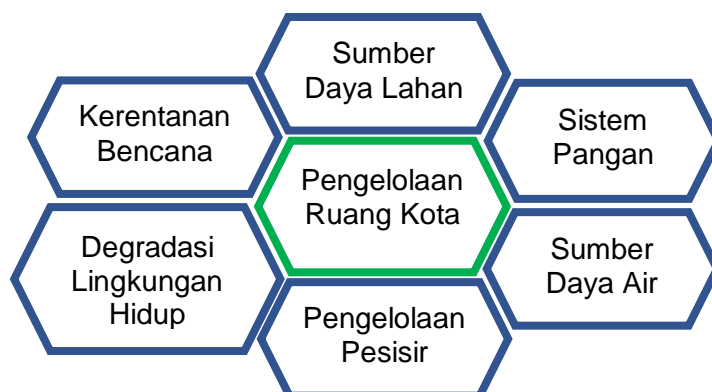 Sumber
Daya Lahan
Kerentanan
Bencana
Sistem
Pangan
Pengelolaan
Ruang Kota
Degradasi
Lingkungan
Hidup
Sumber
Daya Air
Pengelolaan
Pesisir